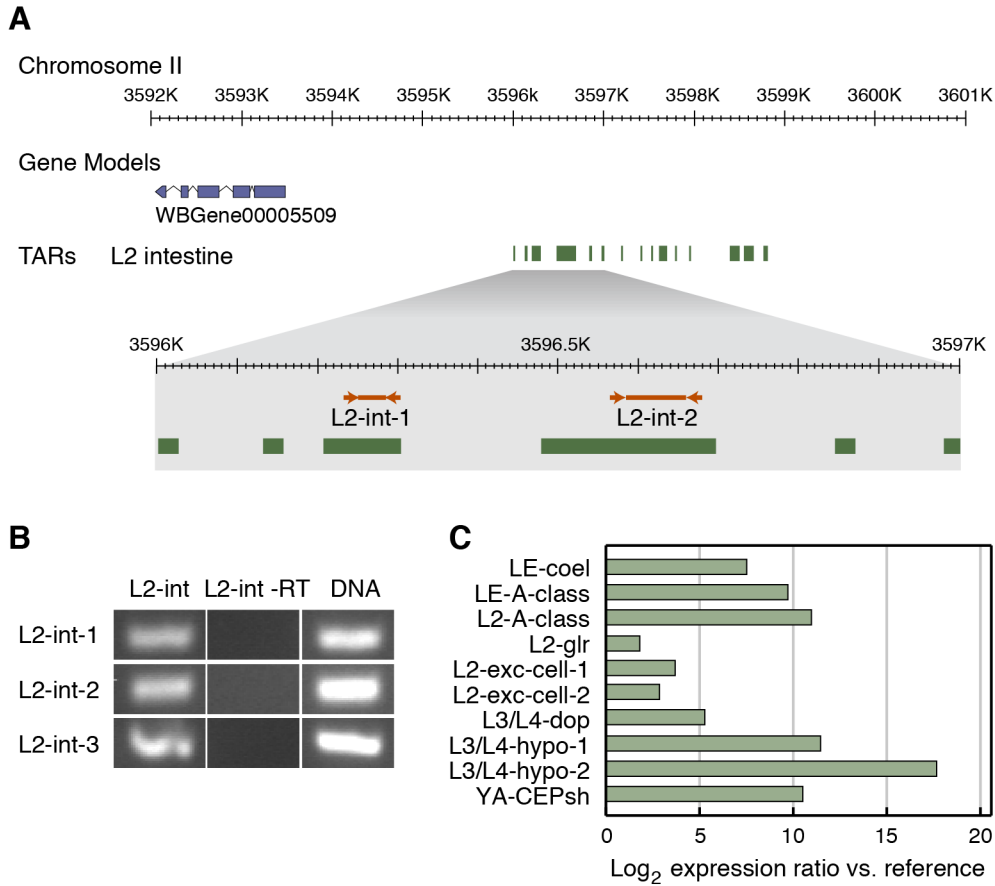 A
Chromosome II
3592K 3593K 3594K 3595K 3596k 3597K 3598K 3599K 3600K 3601K
Gene Models
WBGene00005509
TARs L2 intestine
3596K 3596.5K 3597K
L2-int-1 L2-int-2
B
L2-int L2-int -RT DNA
L2-int-1
L2-int-2
L2-int-3
C
LE-coel
LE-A-class
L2-A-class
L2-glr
L2-exc-cell-1
L2-exc-cell-2
L3/L4-dop
L3/L4-hypo-1
L3/L4-hypo-2
YA-CEPsh
0 5 10 15 20
Log2 expression ratio vs. reference